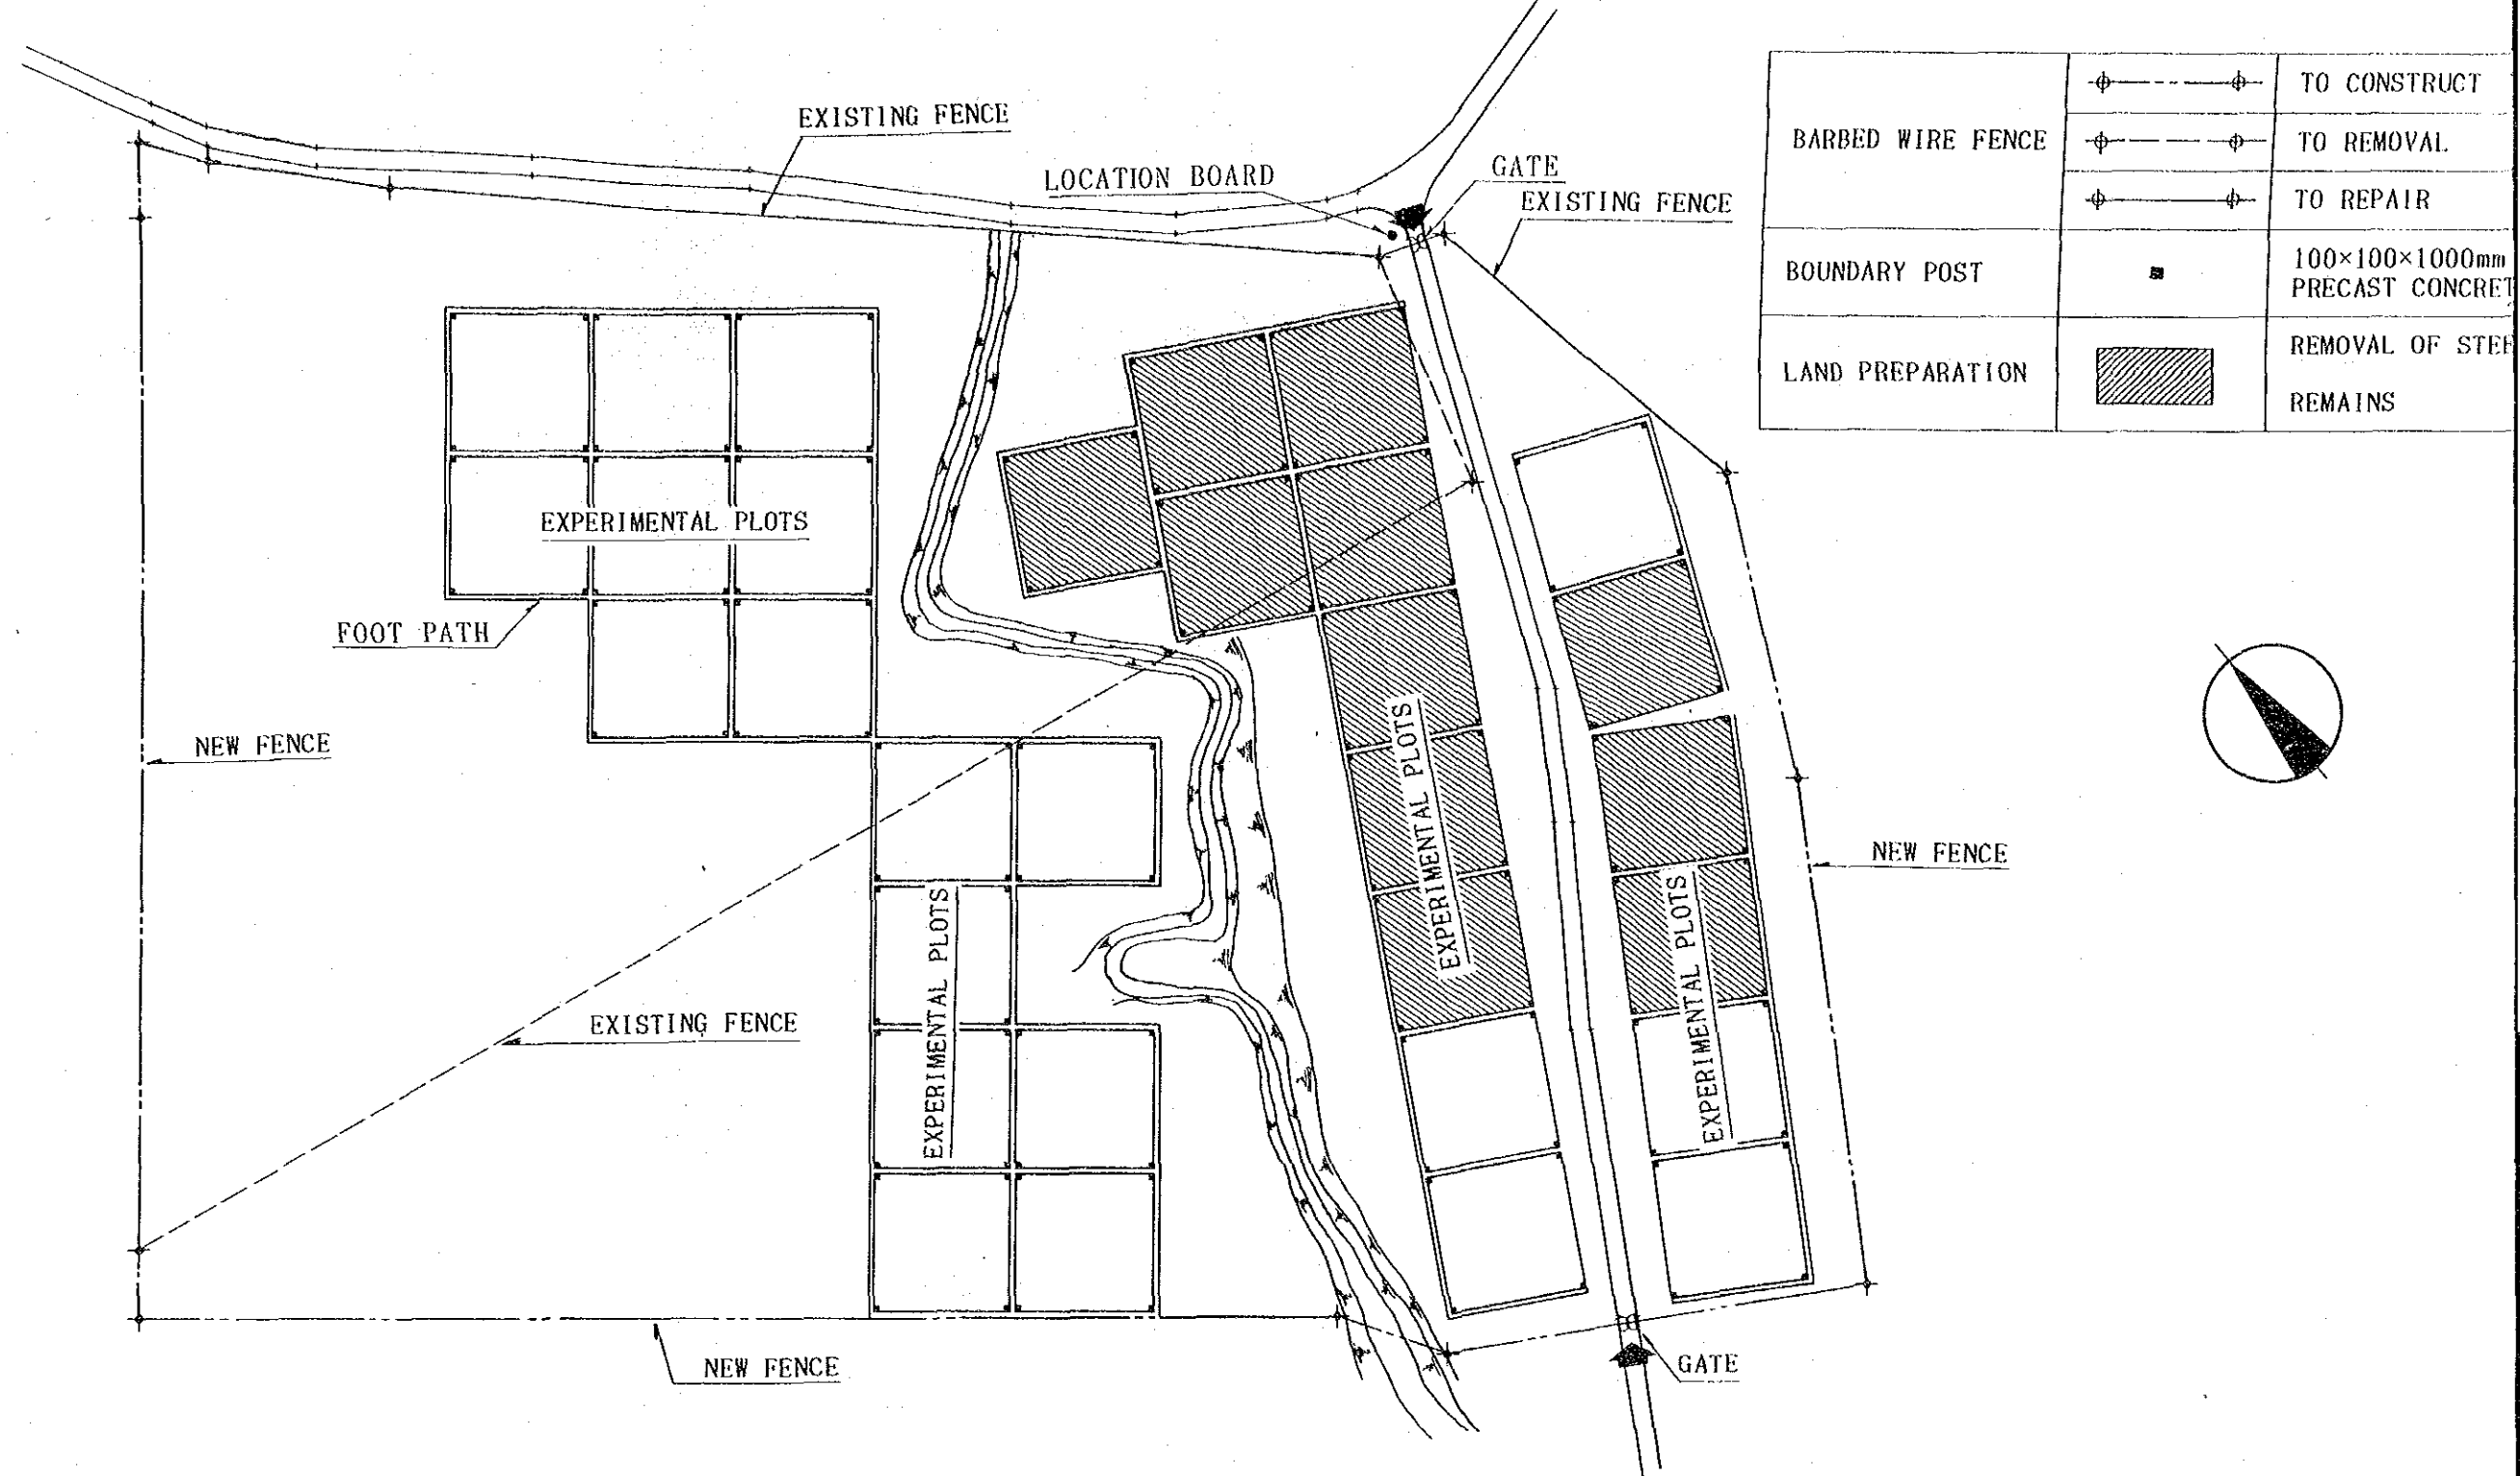 EXISTING FENCE
LOCATION BOARD
GATE
EXISTING FENCE
BARBED WIRE FENCE
TO CONSTRUCT
TO REMOVAL
TO REPAIR
BOUNDARY POST
100×100×1000mm
PRECAST CONCRET
LAND PREPARATION
REMOVAL OF STEE
REMAINS
EXPERIMENTAL PLOTS
FOOT PATH
NEW FENCE
EXPERIMENTAL PLOTS
NEW FENCE
EXPERIMENTAL PLOTS
EXPERIMENTAL PLOTS
EXISTING FENCE
NEW FENCE
GATE